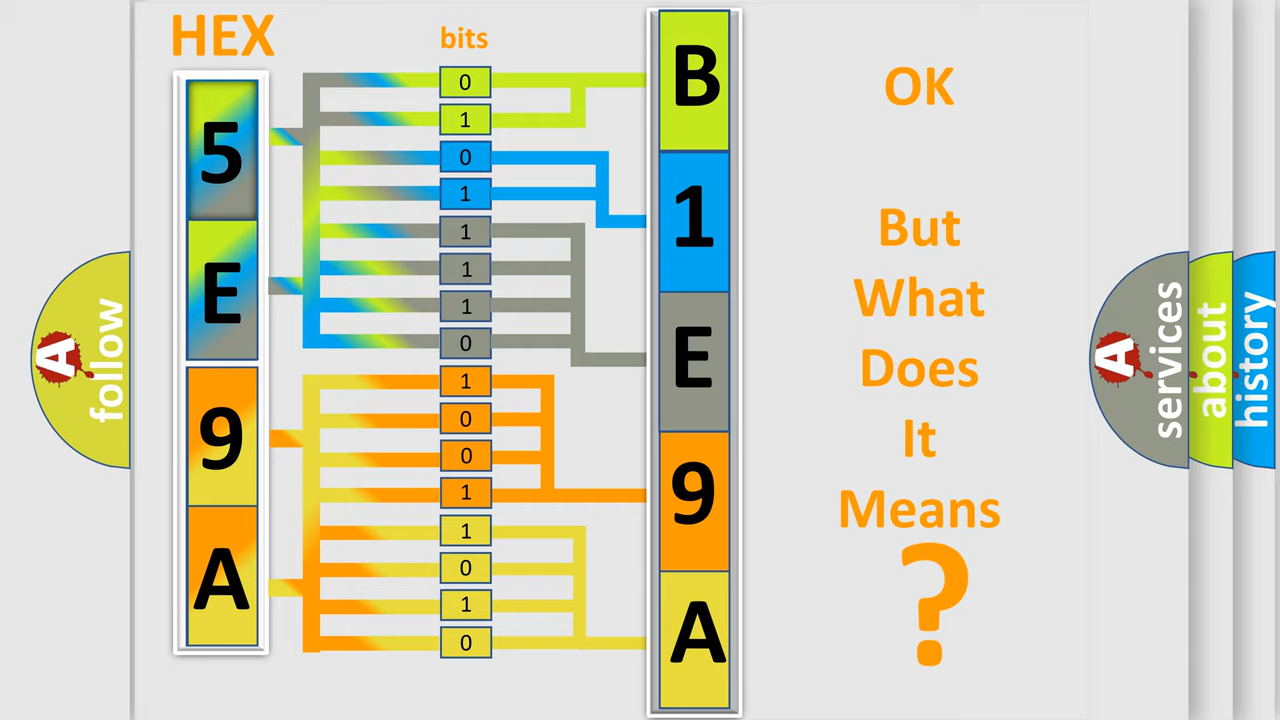 HEX
bits
5
E
9
A
0
1
0
1
1
1
1
0
1
0
0
1
1
0
1
0
B
1
E
9
A
OK
But
What
Does
It
Means
?
A
follow
A
services
about
history